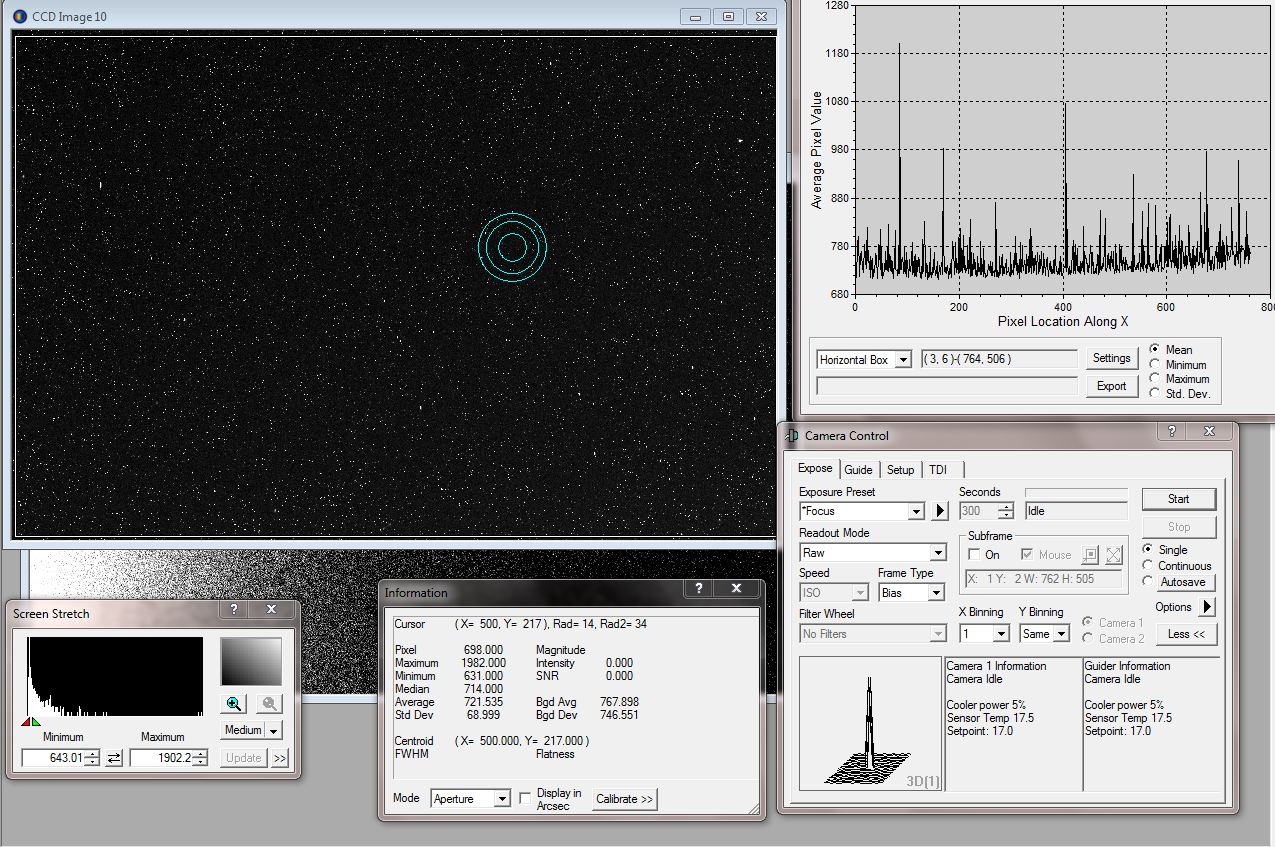 CCD Image 10
1280
1180
1080
980
880
780
680
Average Pixel Value
0 200 400 600 800
Pixel Location Along X
Horizontal Box ( 3, 6 )-( 764, 506 ) Settings
Export
Mean
Minimum
Maximum
Std. Dev.
Camera Control
?
Expose Guide Setup TDI
Exposure Preset Seconds
*Focus 300 Idle Start
Stop
Readout Mode Subframe
Raw On Mouse
X: 1 Y: 2 W: 762 H: 505
Single
Continuous
Autosave
Speed Frame Type
ISO Bias
Options
Filter Wheel X Binning Y Binning
No Filters 1 Same
Camera 1
Camera 2
Less <<
3D(1)
Camera 1 Information
Camera Idle
Cooler power 5%
Sensor Temp 17.5
Setpoint: 17.0
Guider Information
Camera Idle
Cooler power 5%
Sensor Temp 17.5
Setpoint: 17.0
Screen Stretch
?
Medium
Minimum Maximum
643.01 1902.2 Update >>
Information
?
Cursor ( X= 500, Y= 217 ), Rad= 14, Rad2= 34
Pixel 698.000 Magnitude
Maximum 1982.000 Intensity 0.000
Minimum 631.000 SNR 0.000
Median 714.000
Average 721.535 Bgd Avg 767.898
Std Dev 68.999 Bgd Dev 746.551
Centroid ( X= 500.000, Y= 217.000 )
FWHM Flatness
Mode Aperture Display in
Arcsec
Calibrate >>